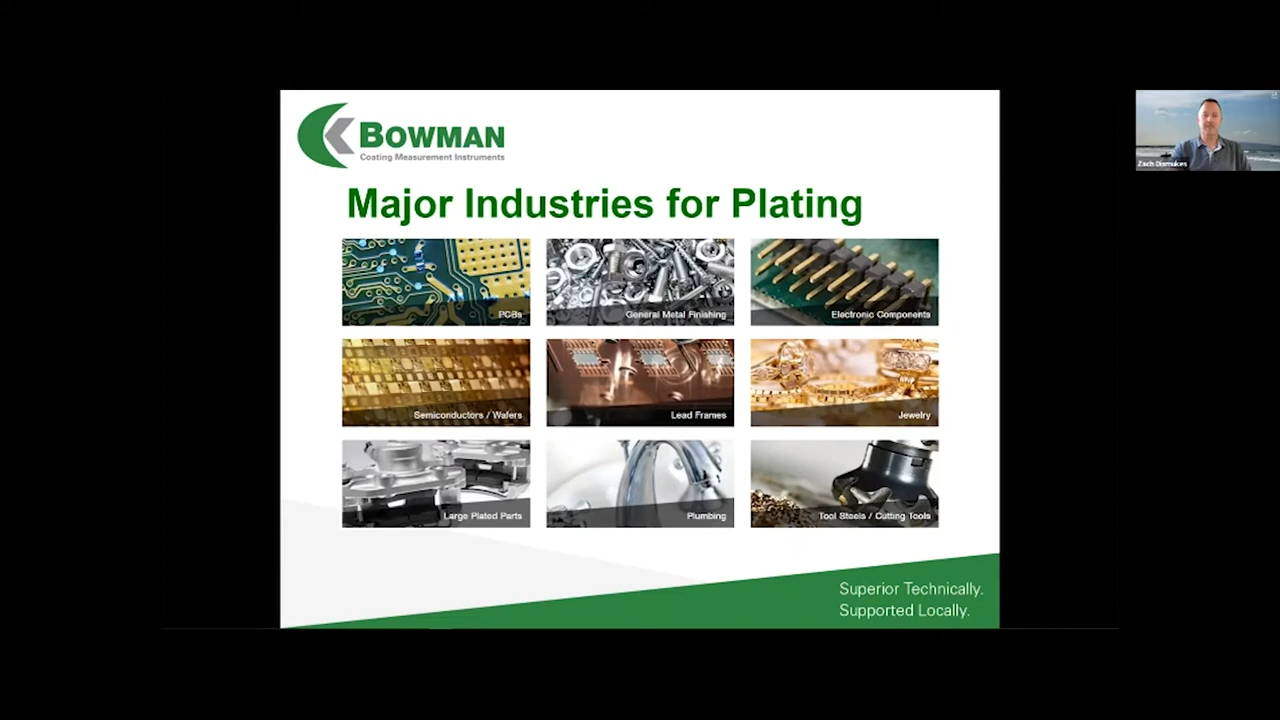 BOWMAN
Coating Measurement Instruments
Zach Dismukes
Major Industries for Plating
PCBs
General Metal Finishing
Electronic Components
Semiconductors / Wafers
Lead Frames
Jewelry
Large Plated Parts
Plumbing
Tool Steels / Cutting Tools
Superior Technically.
Supported Locally.